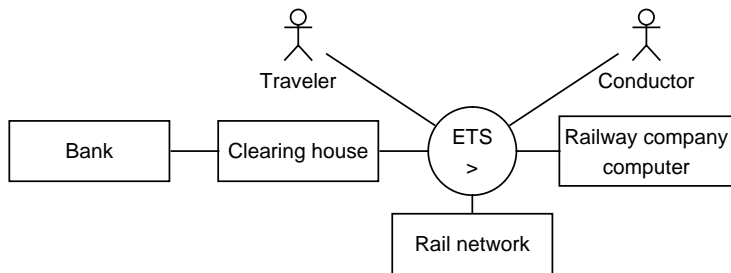 Traveler
Conductor
Bank
Clearing house
ETS
>
Railway company
computer
Rail network